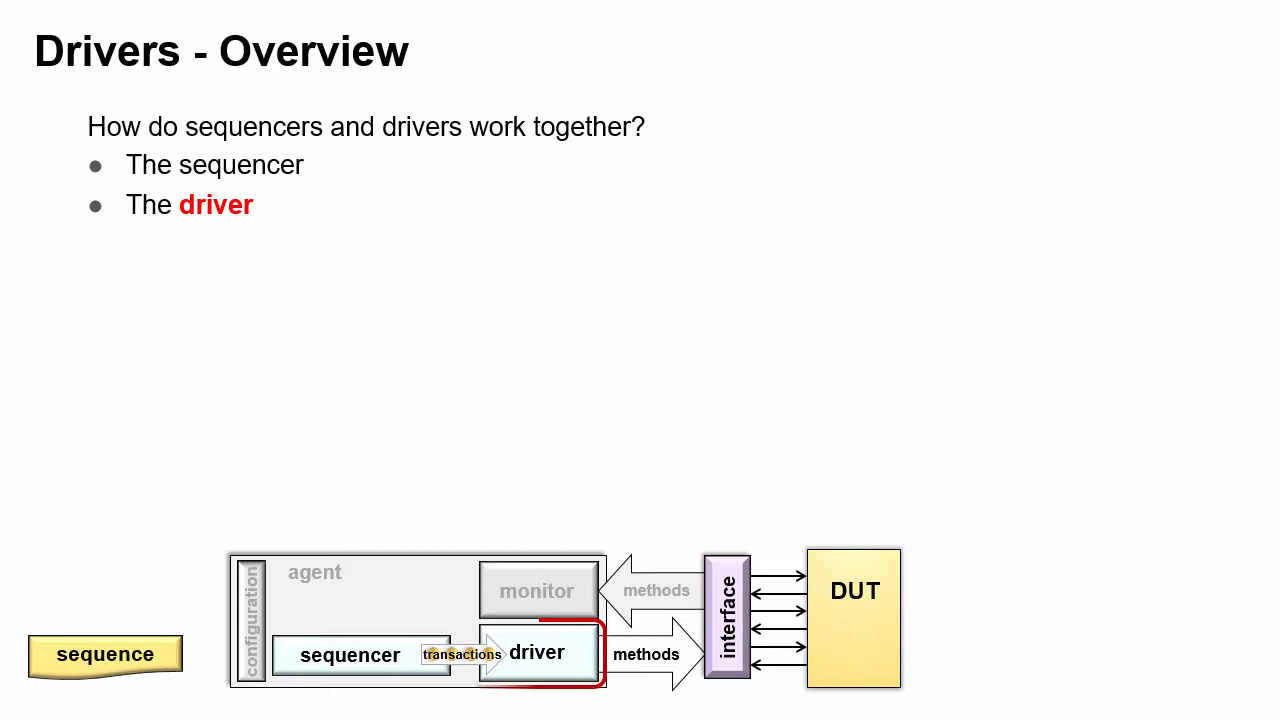 Drivers - Overview
How do sequencers and drivers work together?
● The sequencer
● The driver
configuration
agent
monitor
methods
interface
DUT
sequence
sequencer
transactions
driver
methods